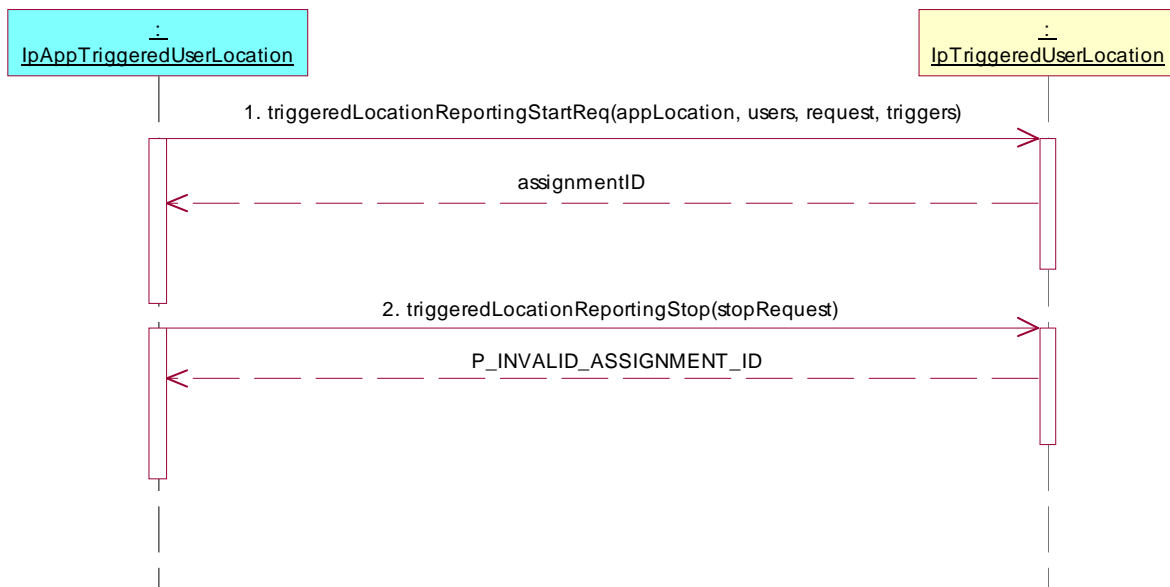 :
IpAppTriggeredUserLocation
:
IpTriggeredUserLocation
1. triggeredLocationReportingStartReq(appLocation, users, request, triggers)
assignmentID
2. triggeredLocationReportingStop(stopRequest)
P_INVALID_ASSIGNMENT_ID